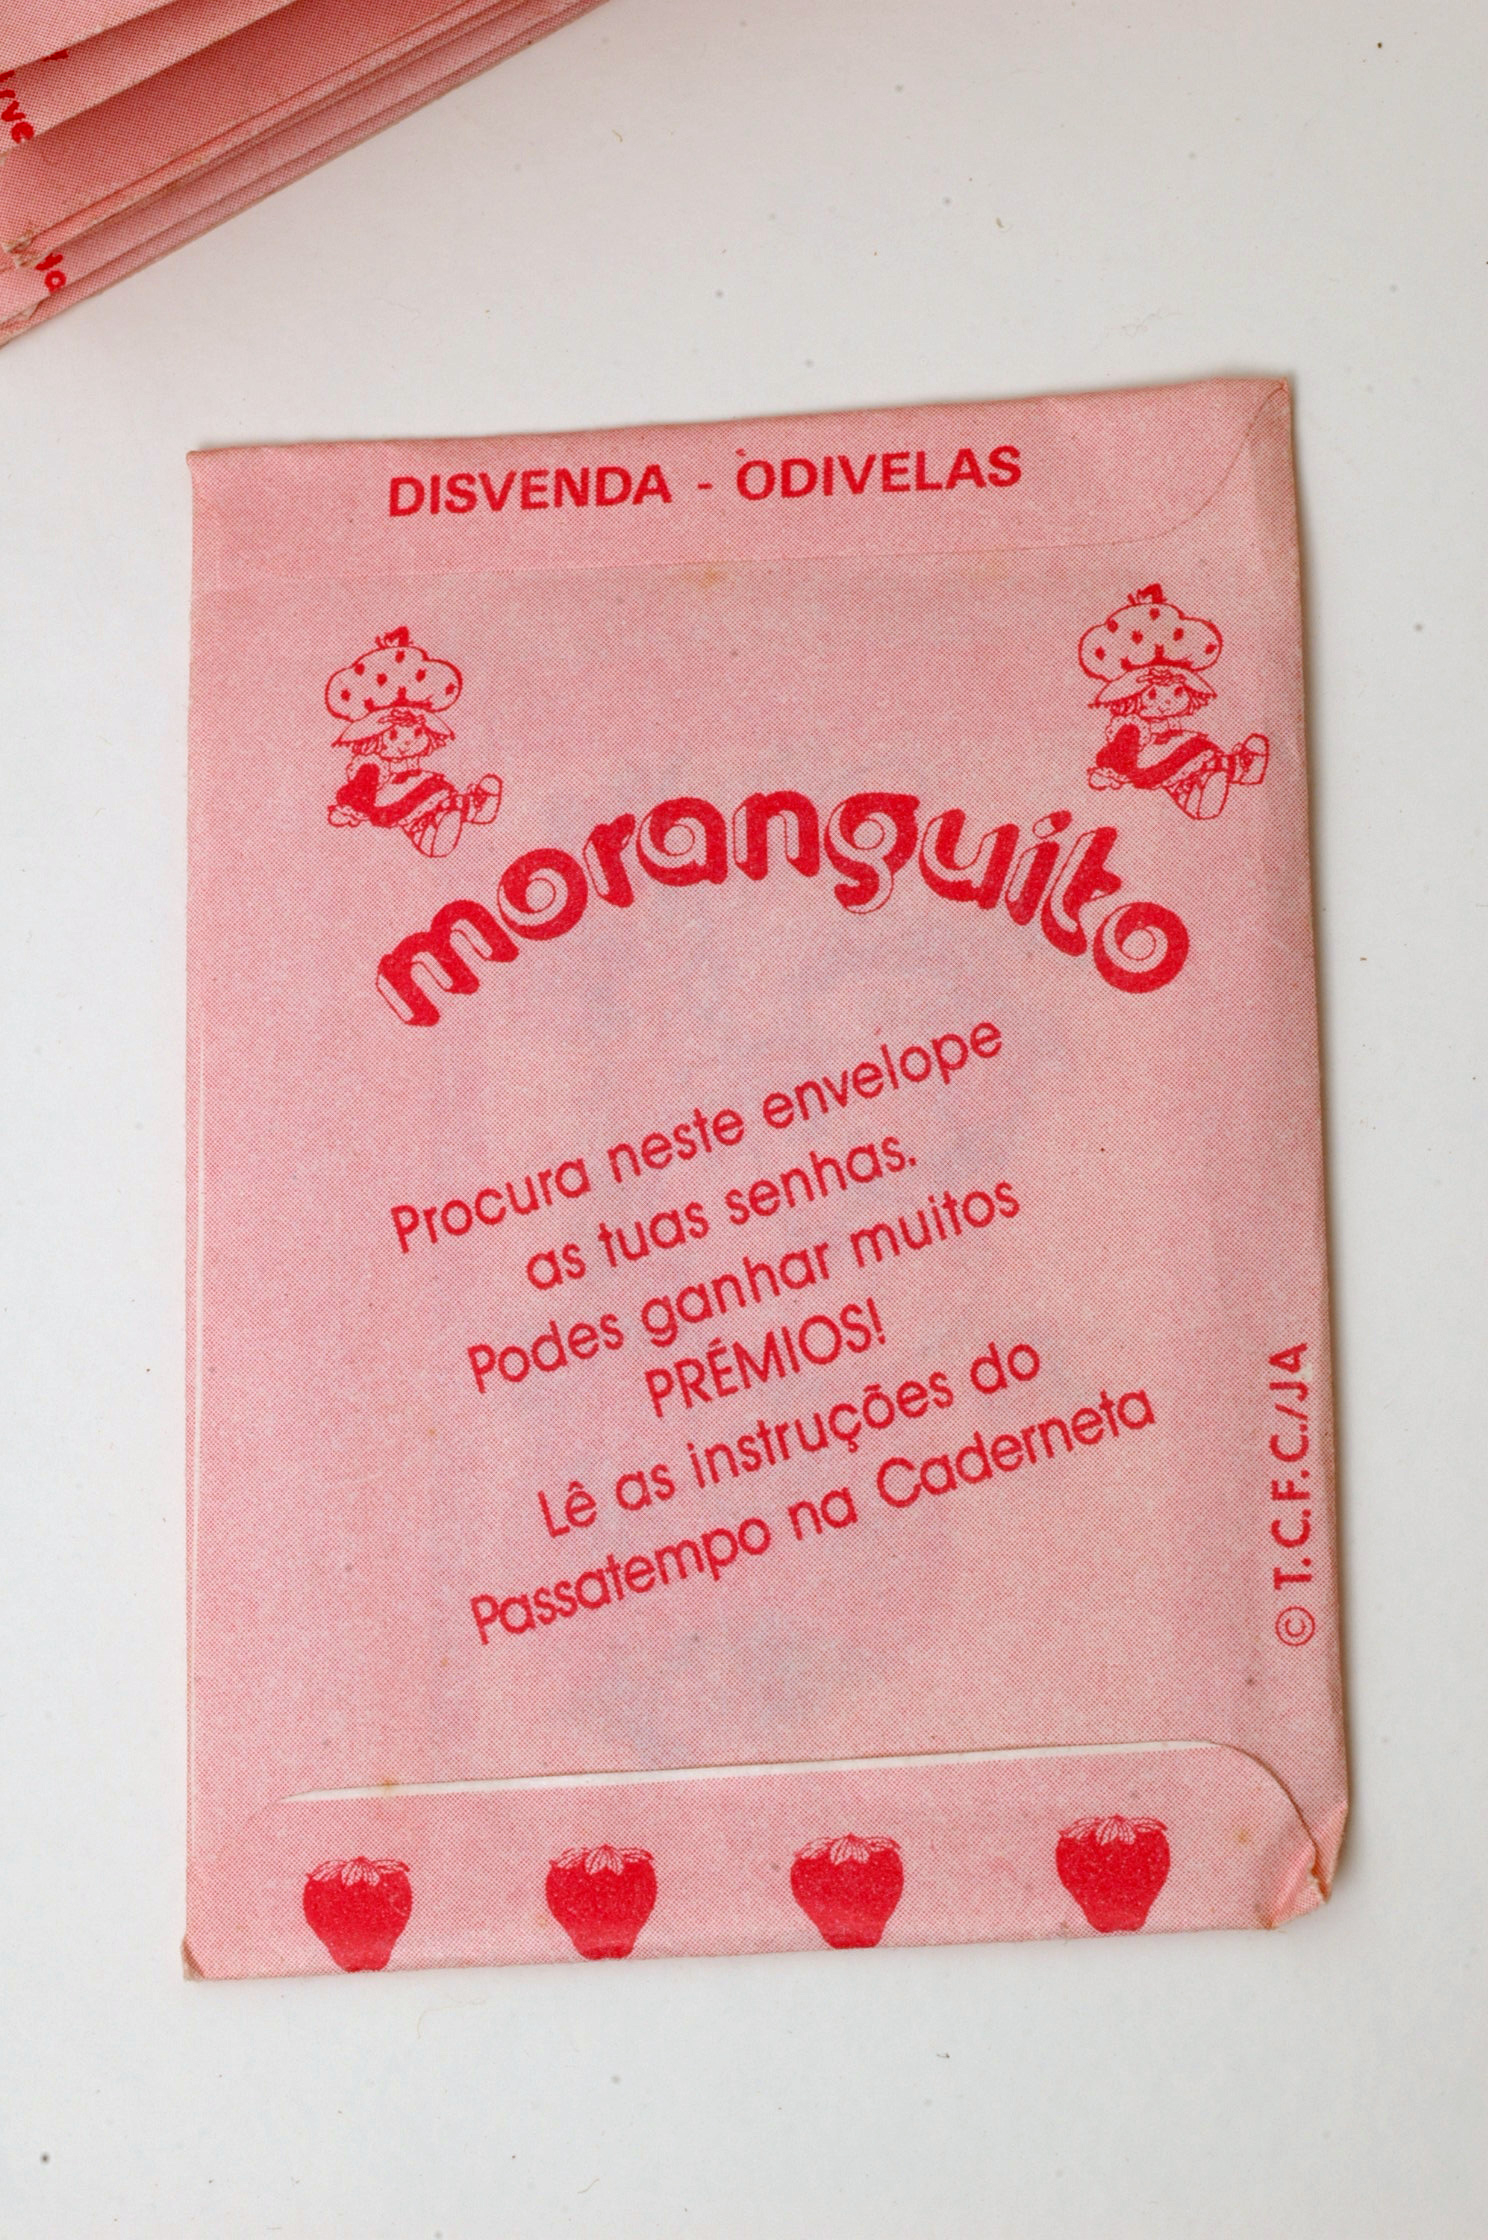 DISVENDA - ODIVELAS
moranguito
Procura neste envelope
as tuas senhas.
Podes ganhar muitos
PRÉMIOS!
Lê as instruções do
Passatempo na Caderneta
© T.C.F.C./JA